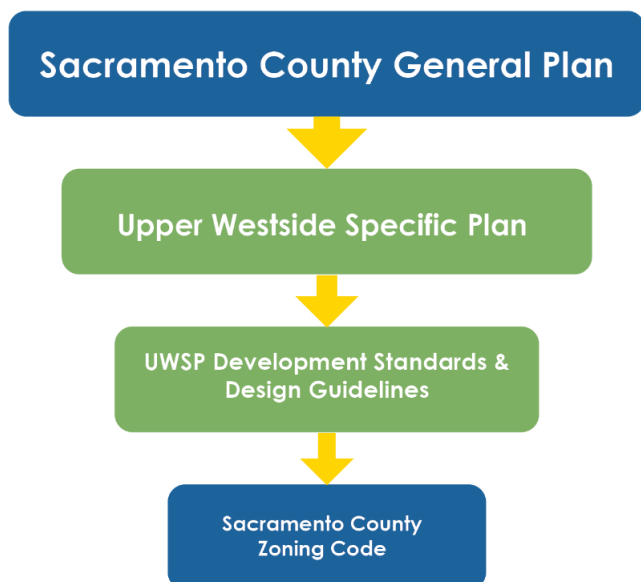 Sacramento County General Plan
Upper Westside Specific Plan
UWSP Development Standards &
Design Guidelines
Sacramento County
Zoning Code